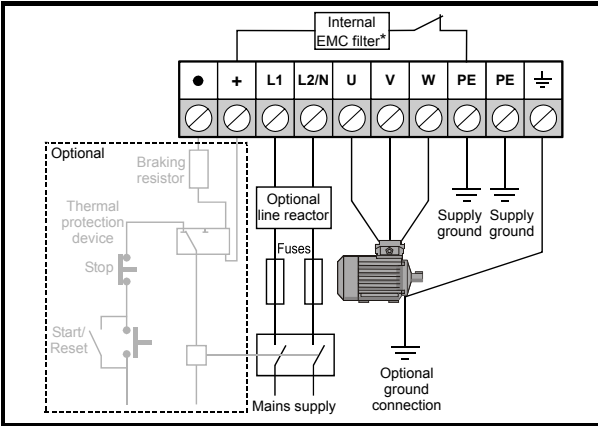 Internal
EMC filter*
● + L1 L2/N U V W PE PE ⏚
Optional
Braking
resistor
Thermal
protection
device
Stop
Start/
Reset
Optional
line reactor
Fuses
Mains supply
Supply
ground
Supply
ground
Optional
ground
connection